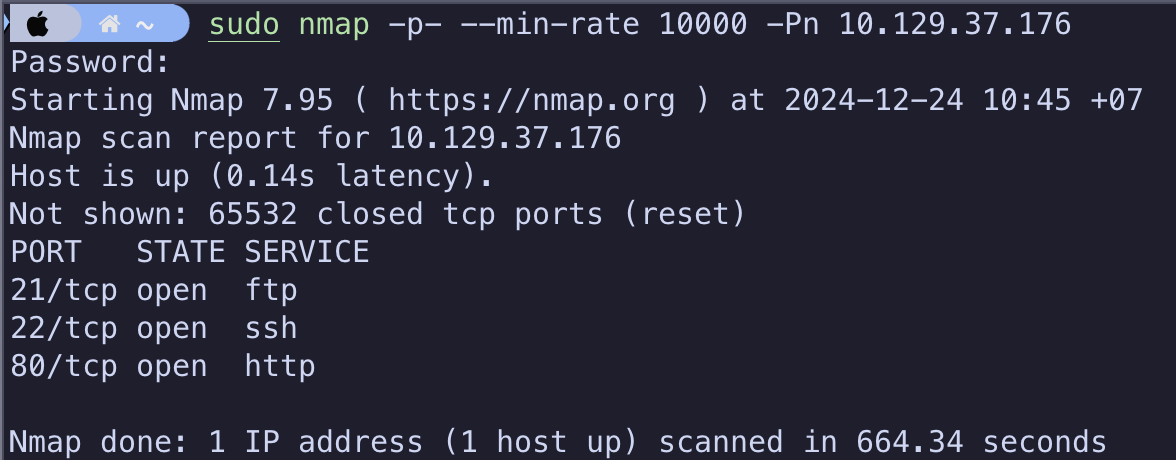 ~ sudo nmap -p- --min-rate 10000 -Pn 10.129.37.176
Password:
Starting Nmap 7.95 ( https://nmap.org ) at 2024-12-24 10:45 +07
Nmap scan report for 10.129.37.176
Host is up (0.14s latency).
Not shown: 65532 closed tcp ports (reset)
PORT   STATE SERVICE
21/tcp open  ftp
22/tcp open  ssh
80/tcp open  http
Nmap done: 1 IP address (1 host up) scanned in 664.34 seconds